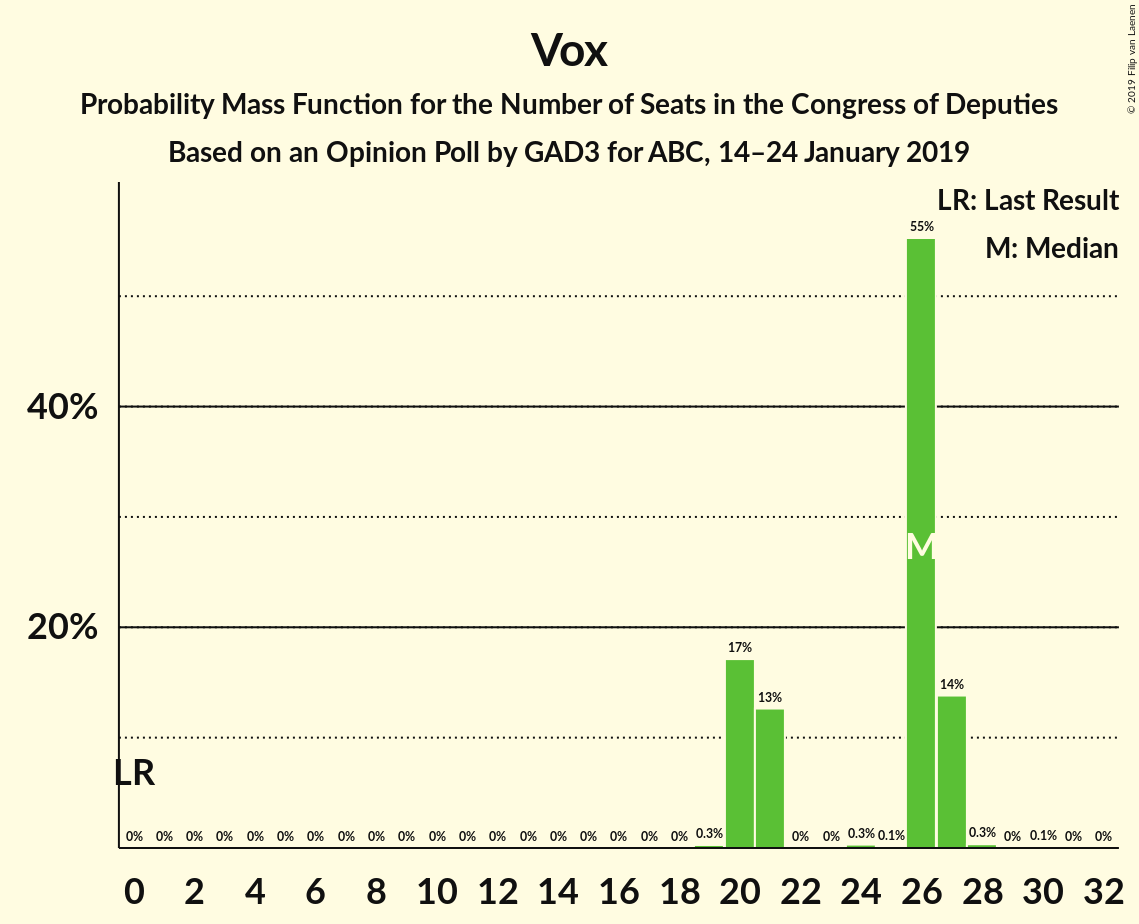 Vox
Probability Mass Function for the Number of Seats in the Congress of Deputies
Based on an Opinion Poll by GAD3 for ABC, 14–24 January 2019
© 2019 Filip van Laenen
LR: Last Result
M: Median
55%
40%
M
20%
17%
14%
13%
LR
0% 0% 0% 0% 0% 0% 0% 0% 0% 0% 0% 0% 0% 0% 0% 0% 0% 0% 0% 0.3% 0% 0% 0.3% 0.1% 0.3% 0% 0.1% 0% 0%
0 2 4 6 8 10 12 14 16 18 20 22 24 26 28 30 32